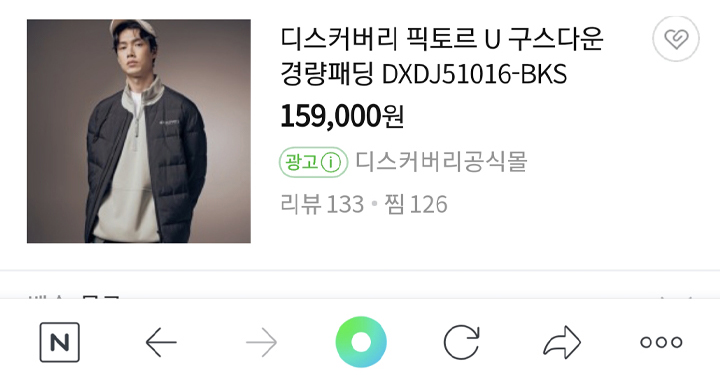 디스커버리 픽토르 U 구스다운
경량패딩 DXDJ51016-BKS
159,000원
광고 디스커버리공식몰
리뷰 133 • 찜 126
N